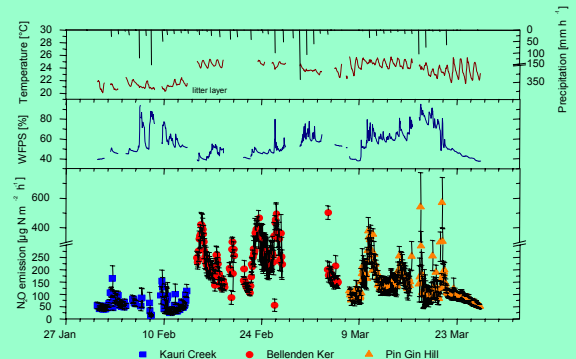 Temperature [°C]
30
28
26
24
22
20
litter layer
0
50
100
150
350
Precipitation [mm h⁻¹]
WFPS [%]
80
60
40
N₂O emission [µg N m⁻² h¹]
600
400
250
200
150
100
50
0
27 Jan
10 Feb
24 Feb
9 Mar
23 Mar
Kauri Creek
Bellenden Ker
Pin Gin Hill